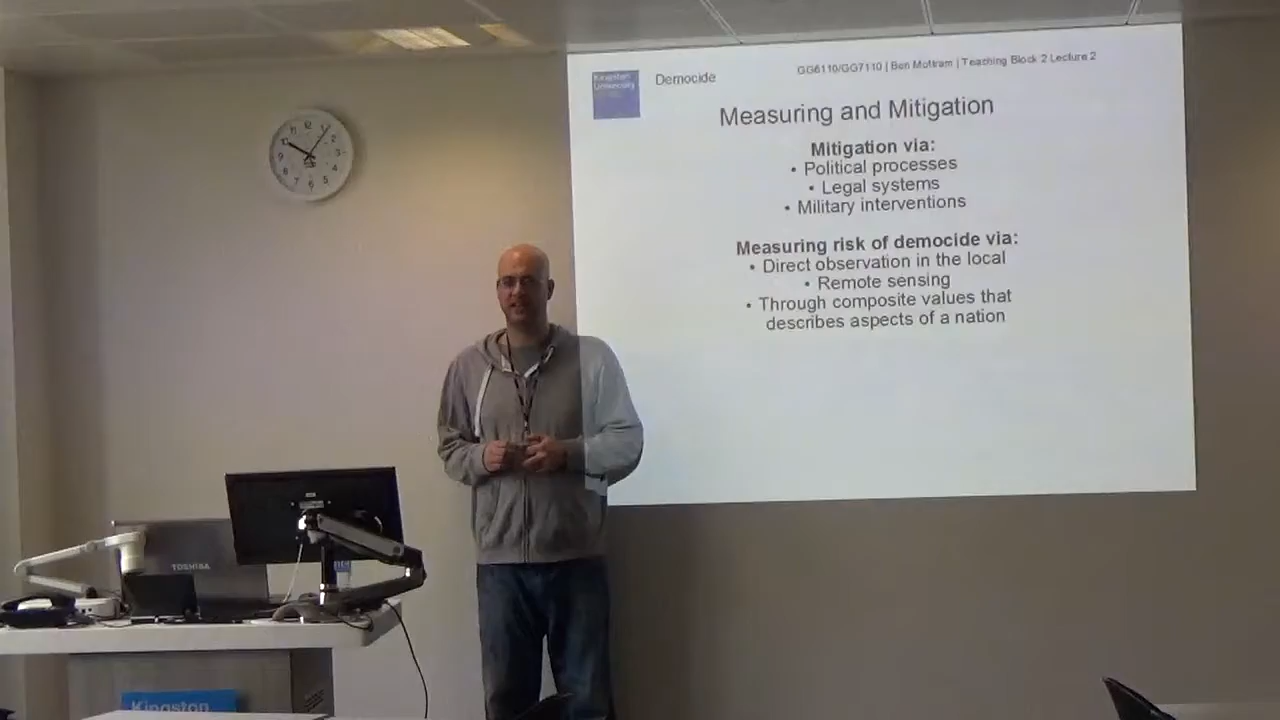 Kingston
University
Democide
GG6110/GG7110 | Ben Mottram | Teaching Block 2 Lecture 2
Measuring and Mitigation
Mitigation via:
• Political processes
• Legal systems
• Military interventions
Measuring risk of democide via:
• Direct observation in the local
• Remote sensing
• Through composite values that
describes aspects of a nation
TOSHIBA
Kingston